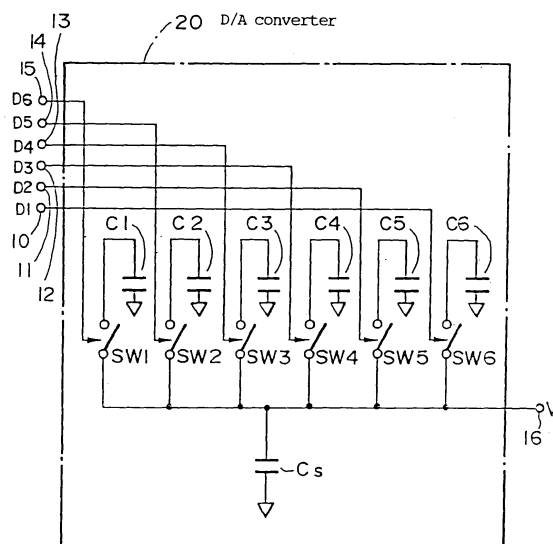 13
14
20 D/A converter
15
D6
D5
D4
D3
D2
D1
10
11
12
C1 C2 C3 C4 C5 C6
SW1 SW2 SW3 SW4 SW5 SW6
V
16
Cs